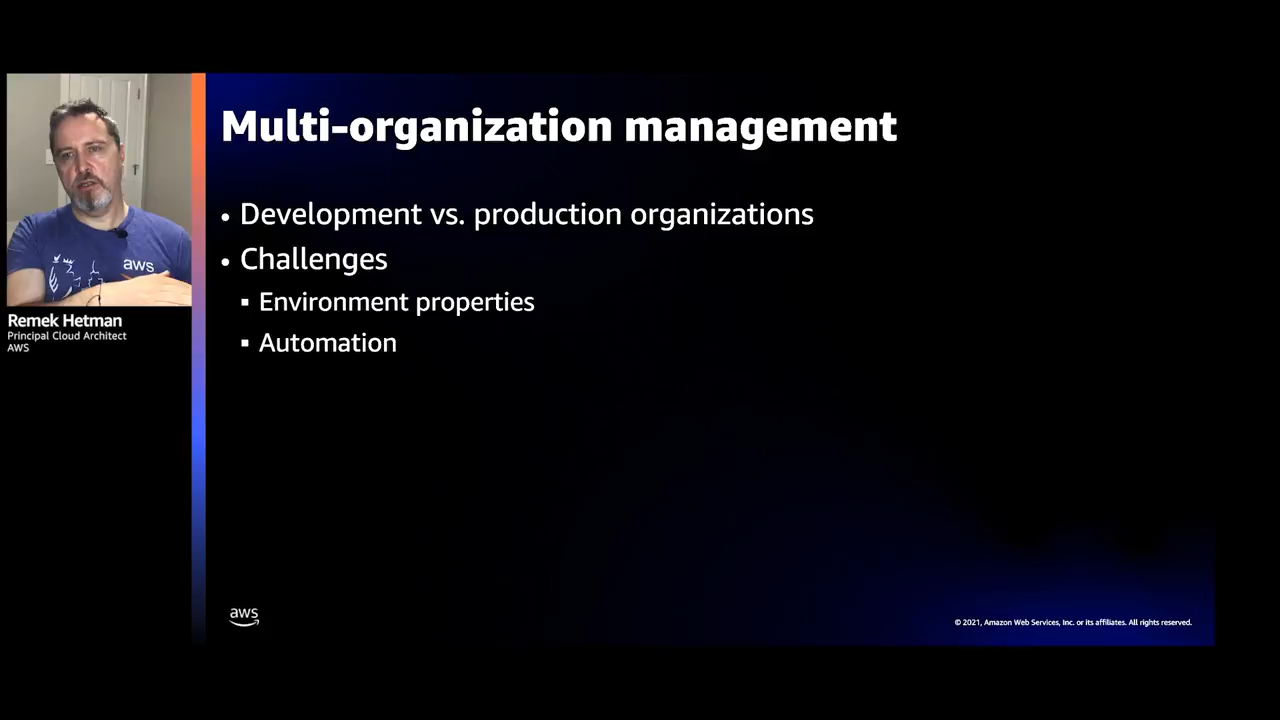 Multi-organization management
• Development vs. production organizations
• Challenges
▪ Environment properties
▪ Automation
aws
Remek Hetman
Principal Cloud Architect
AWS
aws
© 2021, Amazon Web Services, Inc. or its affiliates. All rights reserved.